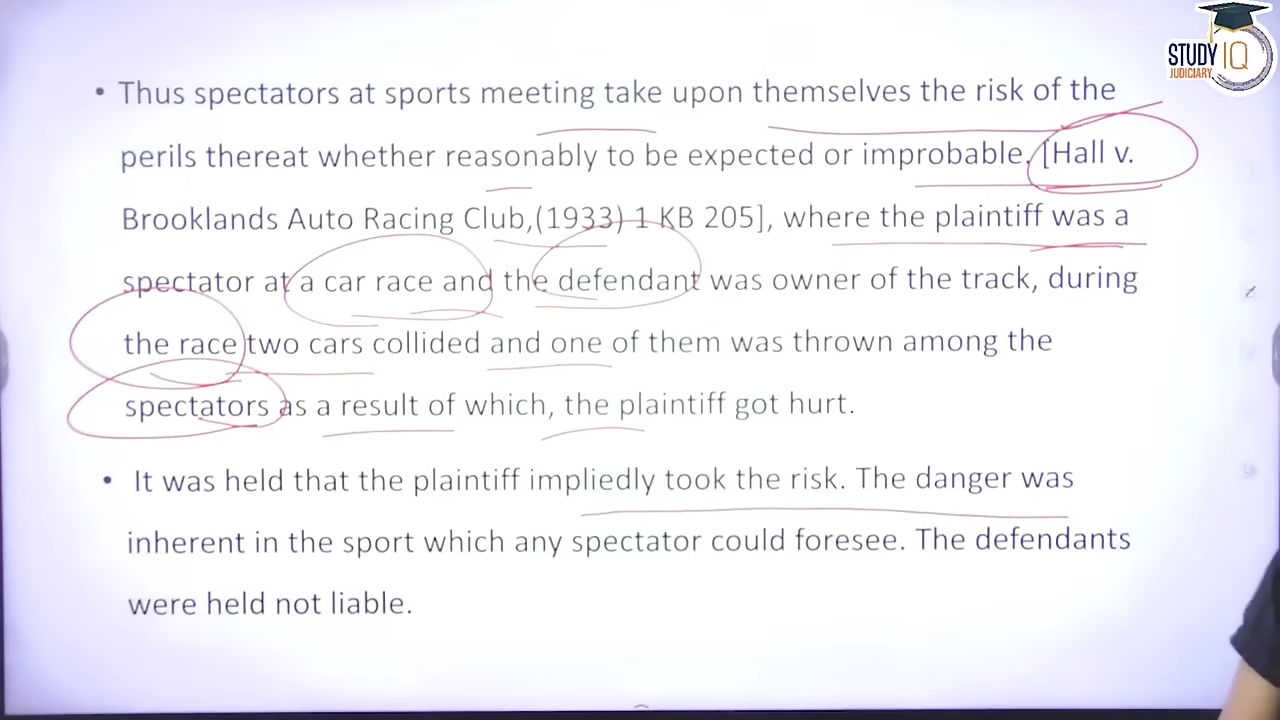 STUDY IQ
JUDICIARY
• Thus spectators at sports meeting take upon themselves the risk of the
perils thereat whether reasonably to be expected or improbable. [Hall v.
Brooklands Auto Racing Club,(1933) 1 KB 205], where the plaintiff was a
spectator at a car race and the defendant was owner of the track, during
the race two cars collided and one of them was thrown among the
spectators as a result of which, the plaintiff got hurt.
• It was held that the plaintiff impliedly took the risk. The danger was
inherent in the sport which any spectator could foresee. The defendants
were held not liable.